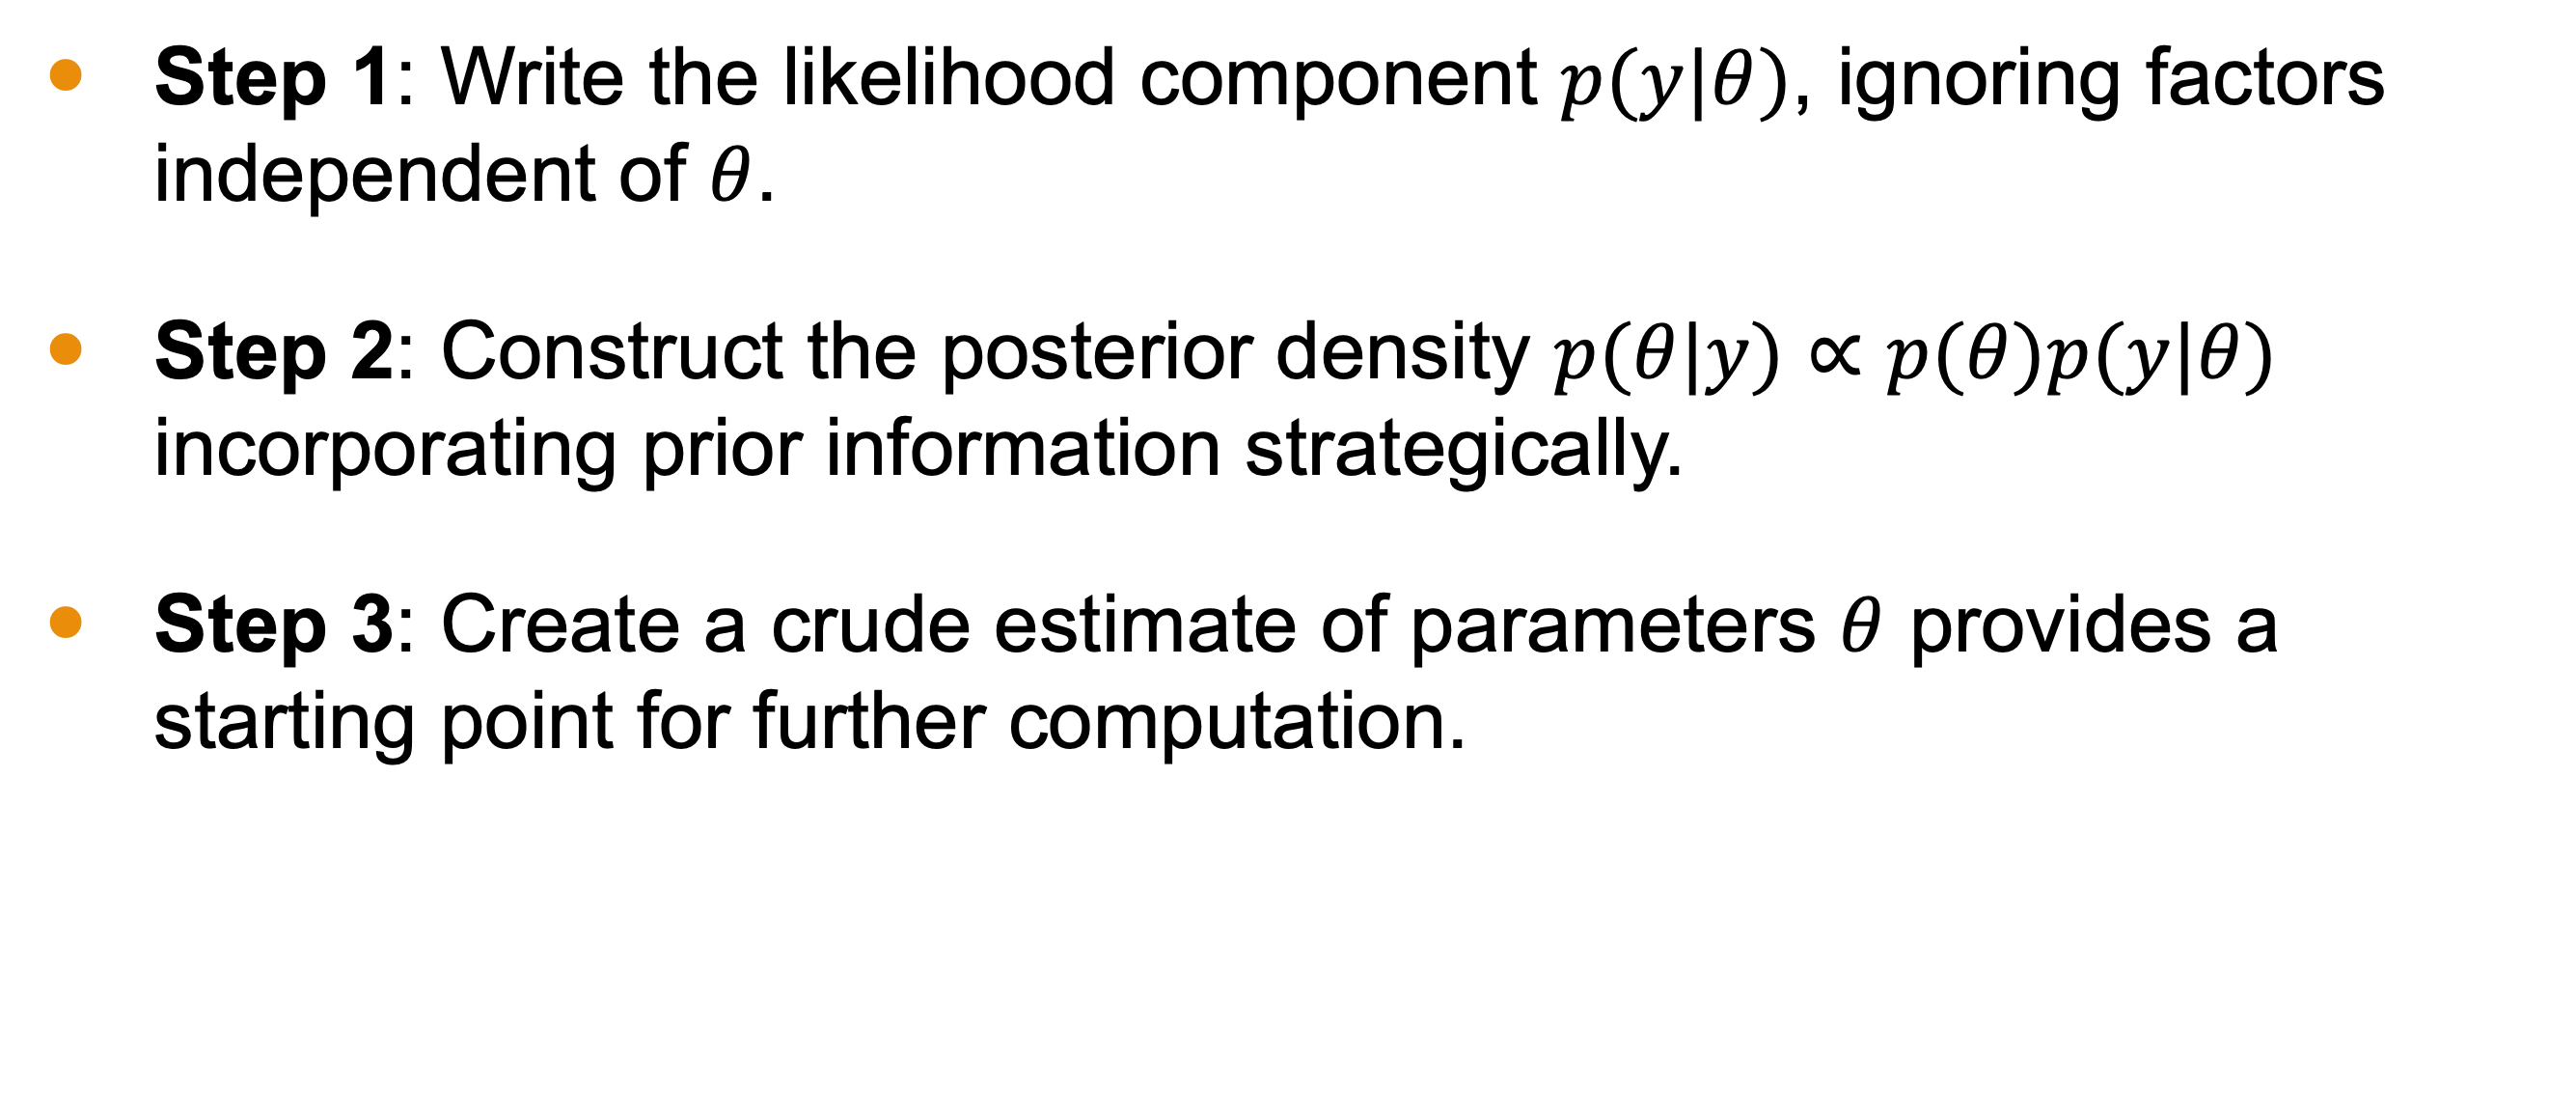 • Step 1: Write the likelihood component p(y|θ), ignoring factors
independent of θ.
• Step 2: Construct the posterior density p(θ|y) ∝ p(θ)p(y|θ)
incorporating prior information strategically.
• Step 3: Create a crude estimate of parameters θ provides a
starting point for further computation.